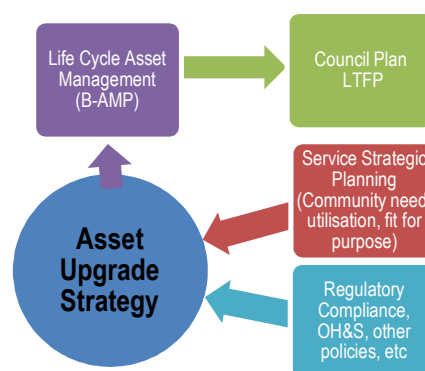 Life Cycle Asset
Management
(B-AMP)
Council Plan
LTFP
Service Strategic
Planning
(Community need,
utilisation, fit for
purpose)
Asset
Upgrade
Strategy
Regulatory
Compliance,
OH&S, other
policies, etc